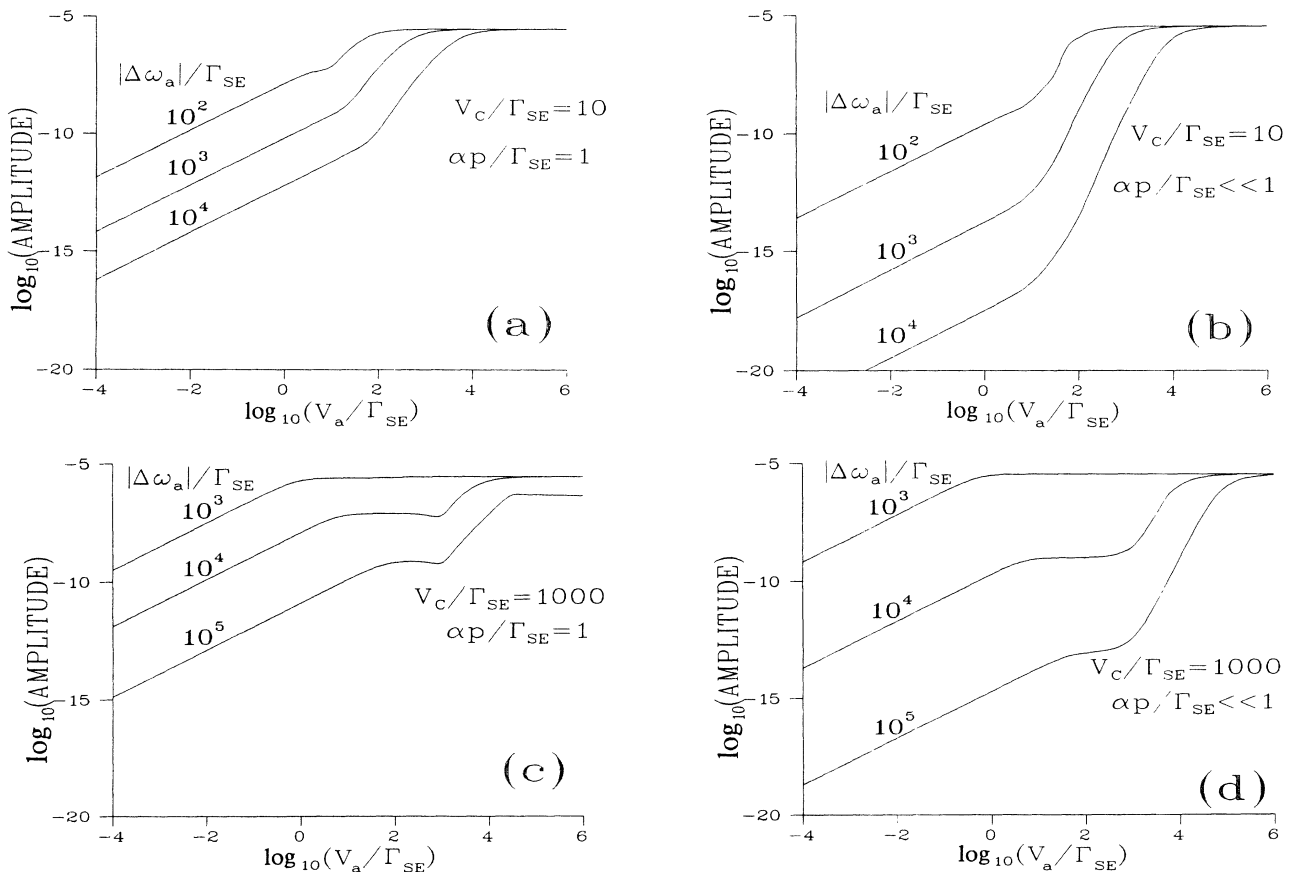 -5
|Δω_a|/Γ_SE
10^2
10^3
10^4
V_C/Γ_SE=10
αp/Γ_SE=1
-10
-15
-20
log_10(AMPLITUDE)
(a)
-4 -2 0 2 4 6
log_10(V_a/Γ_SE)
-5
|Δω_a|/Γ_SE
10^2
10^3
10^4
V_C/Γ_SE=10
αp/Γ_SE<<1
-10
-15
-20
log_10(AMPLITUDE)
(b)
-4 -2 0 2 4 6
log_10(V_a/Γ_SE)
-5
|Δω_a|/Γ_SE
10^3
10^4
10^5
V_C/Γ_SE=1000
αp/Γ_SE=1
-10
-15
-20
log_10(AMPLITUDE)
(c)
-4 -2 0 2 4 6
log_10(V_a/Γ_SE)
-5
|Δω_a|/Γ_SE
10^3
10^4
10^5
V_C/Γ_SE=1000
αp/Γ_SE<<1
-10
-15
-20
log_10(AMPLITUDE)
(d)
-4 -2 0 2 4 6
log_10(V_a/Γ_SE)